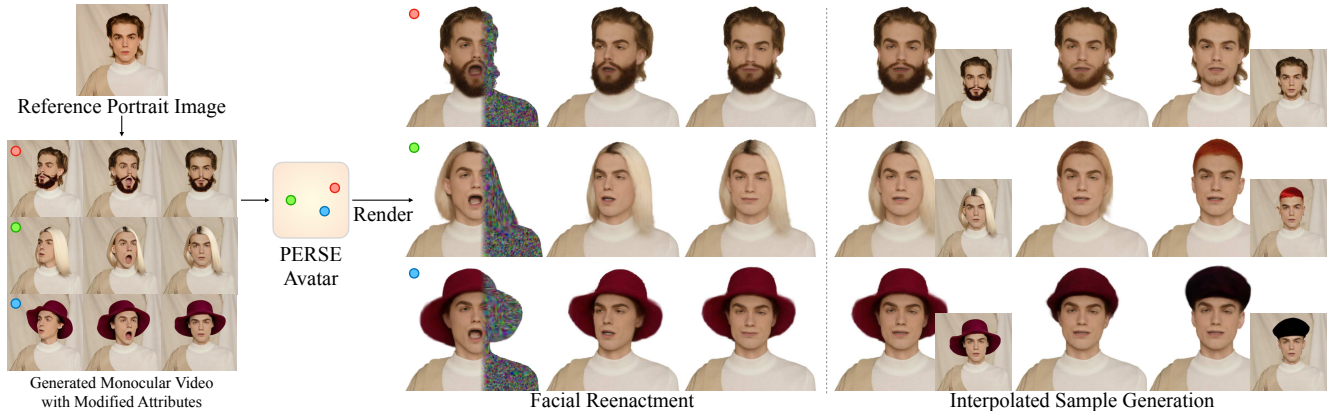 Reference Portrait Image
Generated Monocular Video
with Modified Attributes
PERSE
Avatar
Render
Facial Reenactment
Interpolated Sample Generation